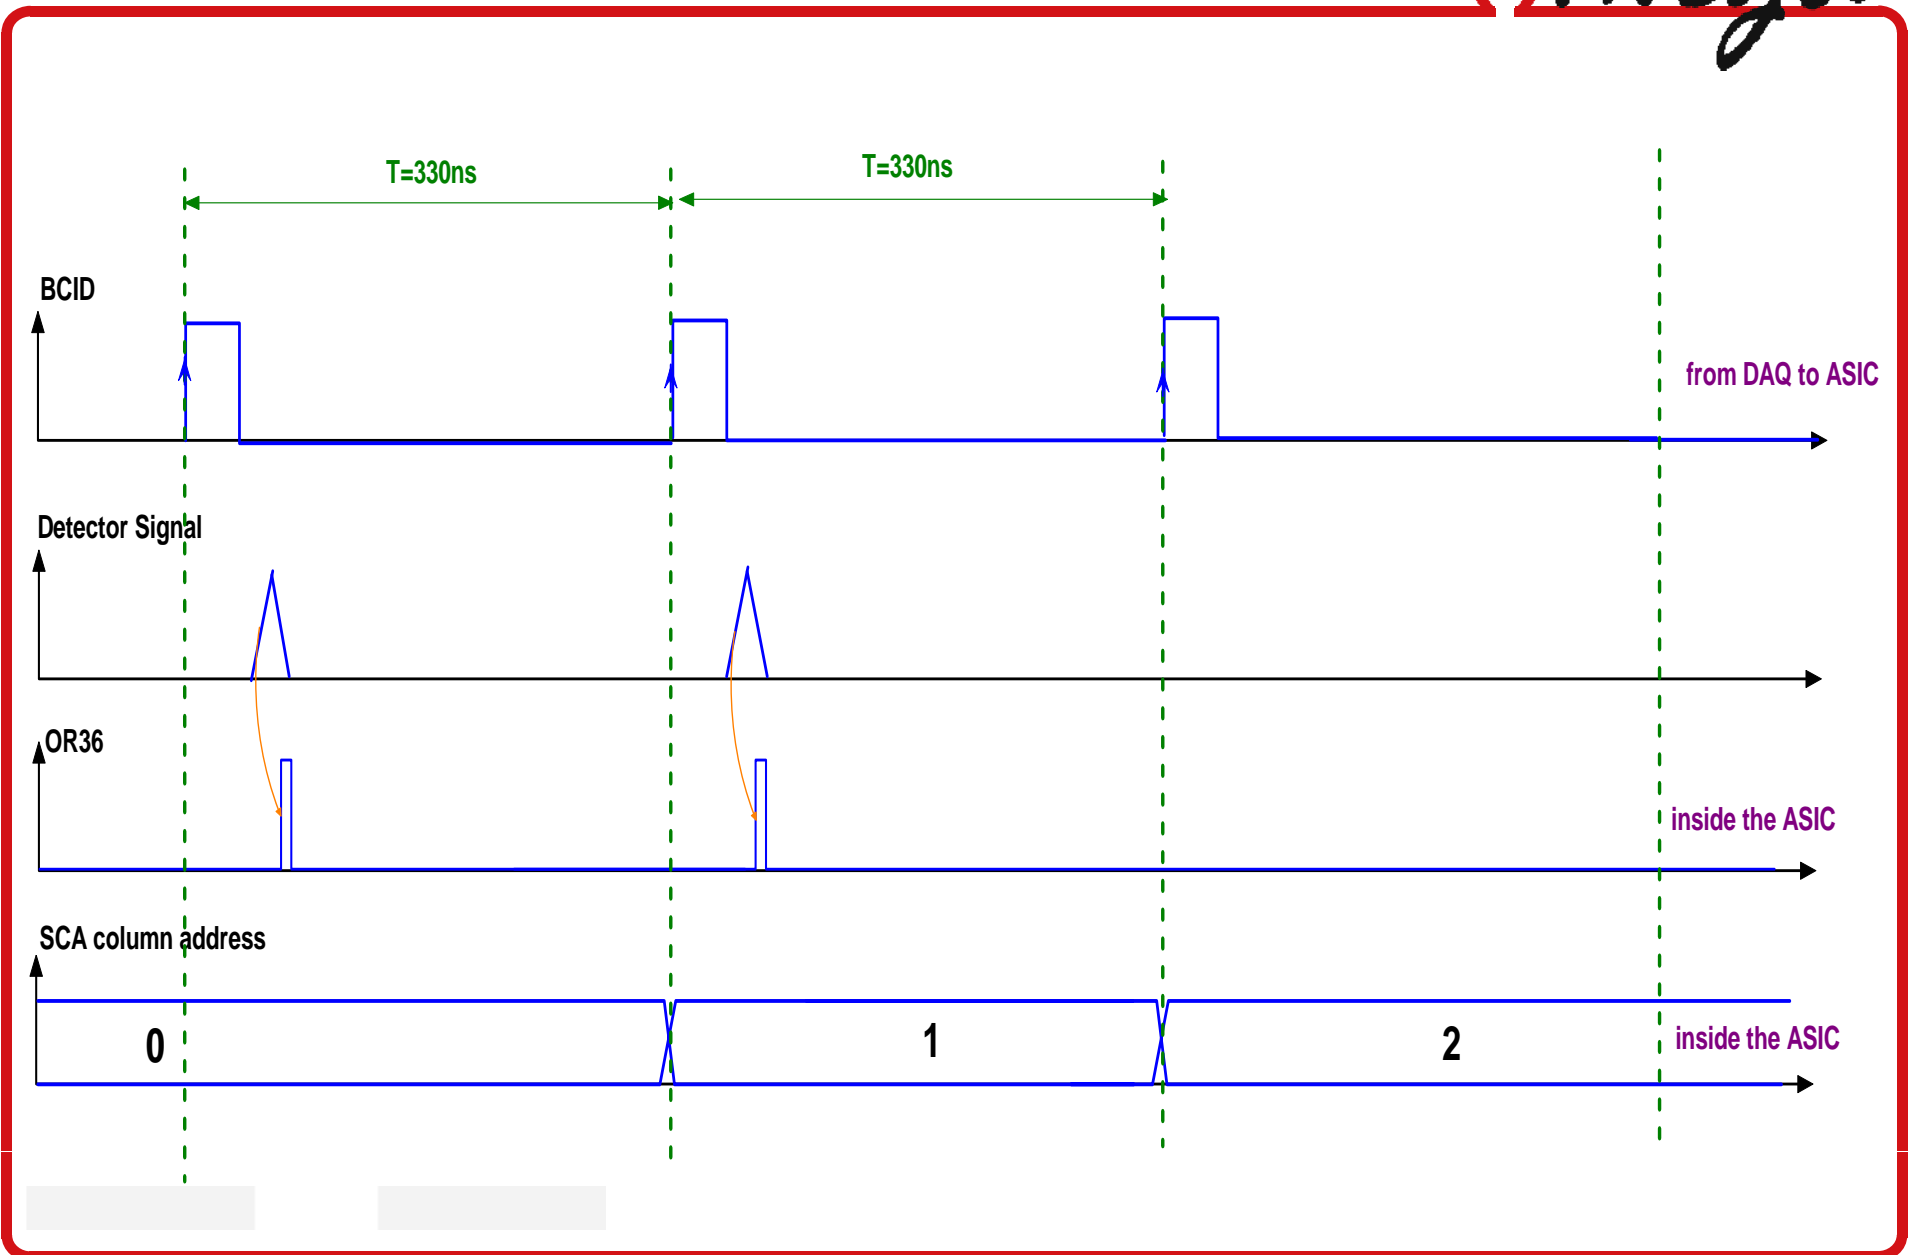 T=330ns
T=330ns
BCID
from DAQ to ASIC
Detector Signal
OR36
inside the ASIC
SCA column address
0
1
2
inside the ASIC